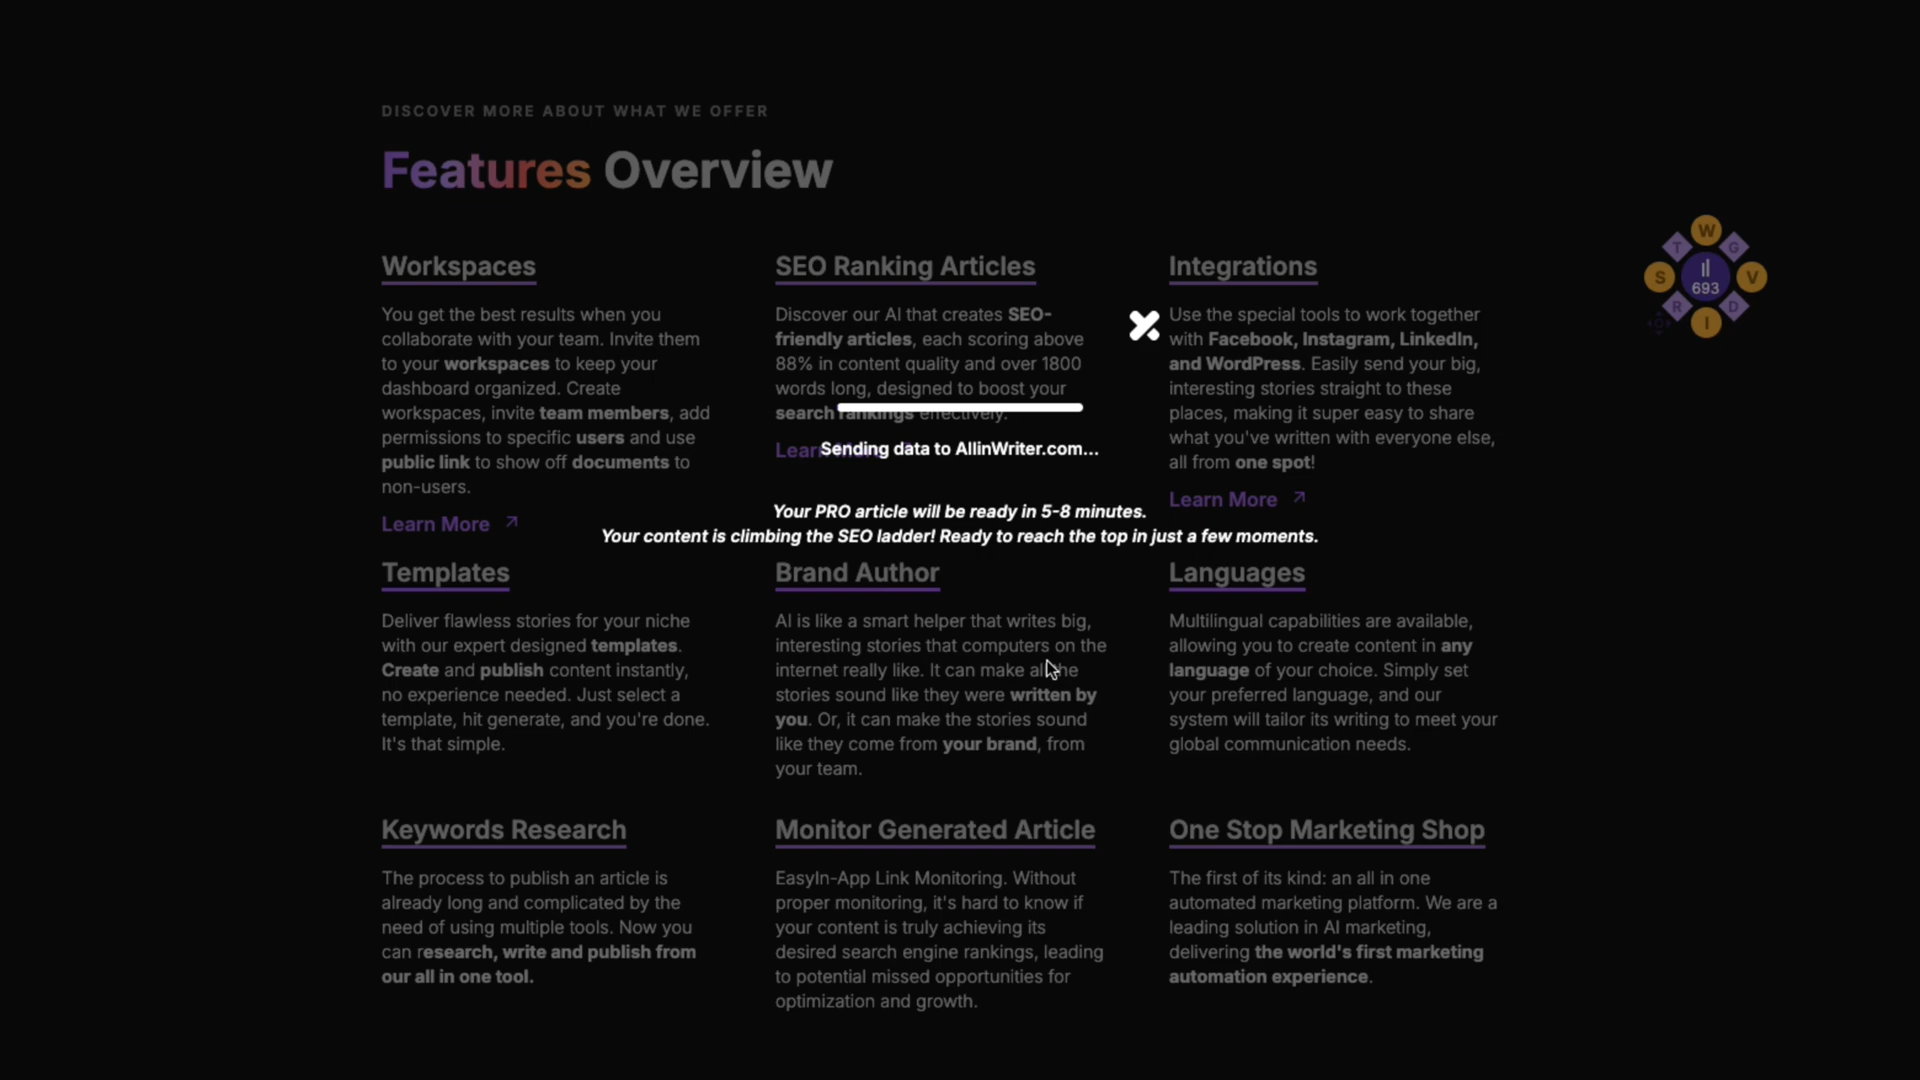 DISCOVER MORE ABOUT WHAT WE OFFER
Features Overview
Workspaces
You get the best results when you
collaborate with your team. Invite them
to your workspaces to keep your
dashboard organized. Create
workspaces, invite team members, add
permissions to specific users and use
public link to show off documents to
non-users.
Learn More
SEO Ranking Articles
Discover our AI that creates SEO-
friendly articles, each scoring above
88% in content quality and over 1800
words long, designed to boost your
search rankings effectively.
Integrations
Use the special tools to work together
with Facebook, Instagram, LinkedIn,
and WordPress. Easily send your big,
interesting stories straight to these
places, making it super easy to share
what you've written with everyone else,
all from one spot!
Learn More
Sending data to AllinWriter.com...
Your PRO article will be ready in 5-8 minutes.
Your content is climbing the SEO ladder! Ready to reach the top in just a few moments.
Templates
Deliver flawless stories for your niche
with our expert designed templates.
Create and publish content instantly,
no experience needed. Just select a
template, hit generate, and you're done.
It's that simple.
Brand Author
AI is like a smart helper that writes big,
interesting stories that computers on the
internet really like. It can make all the
stories sound like they were written by
you. Or, it can make the stories sound
like they come from your brand, from
your team.
Languages
Multilingual capabilities are available,
allowing you to create content in any
language of your choice. Simply set
your preferred language, and our
system will tailor its writing to meet your
global communication needs.
Keywords Research
The process to publish an article is
already long and complicated by the
need of using multiple tools. Now you
can research, write and publish from
our all in one tool.
Monitor Generated Article
EasyIn-App Link Monitoring. Without
proper monitoring, it's hard to know if
your content is truly achieving its
desired search engine rankings, leading
to potential missed opportunities for
optimization and growth.
One Stop Marketing Shop
The first of its kind: an all in one
automated marketing platform. We are a
leading solution in AI marketing,
delivering the world's first marketing
automation experience.
W
T G
S 693 V
R D
I